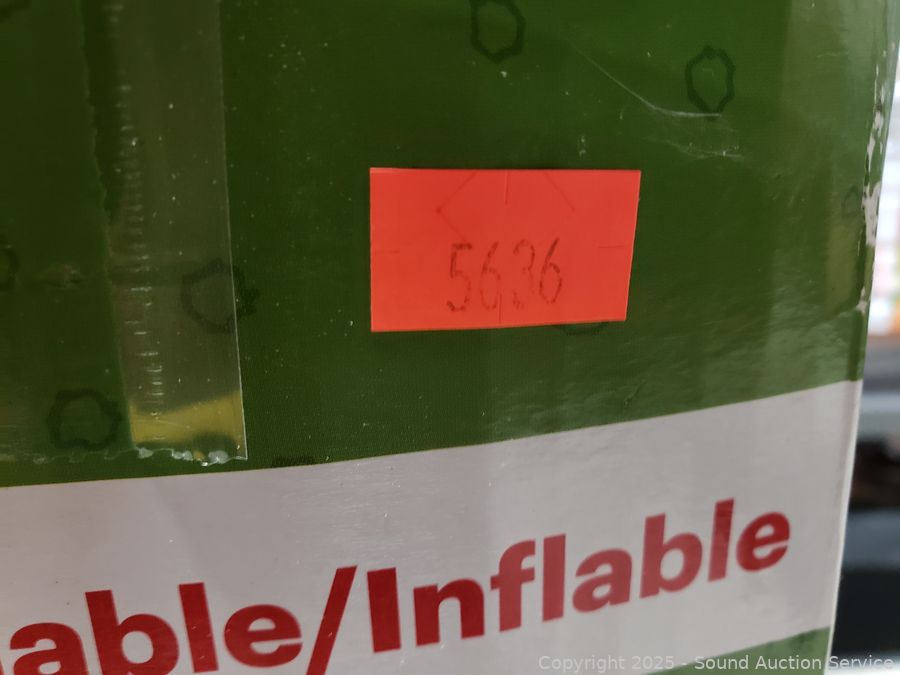 5636
able/Inflable
Copyright 2025 - Sound Auction Service